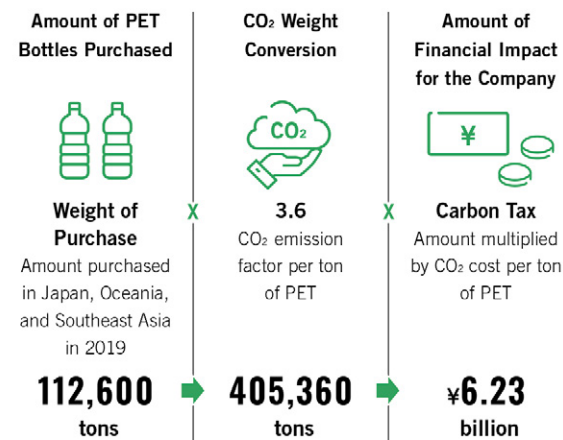 Amount of PET
Bottles Purchased
Weight of
Purchase
Amount purchased
in Japan, Oceania,
and Southeast Asia
in 2019
112,600
tons
X
CO₂ Weight
Conversion
CO₂
3.6
CO₂ emission
factor per ton
of PET
405,360
tons
X
Amount of
Financial Impact
for the Company
¥
Carbon Tax
Amount multiplied
by CO₂ cost per ton
of PET
¥6.23
billion